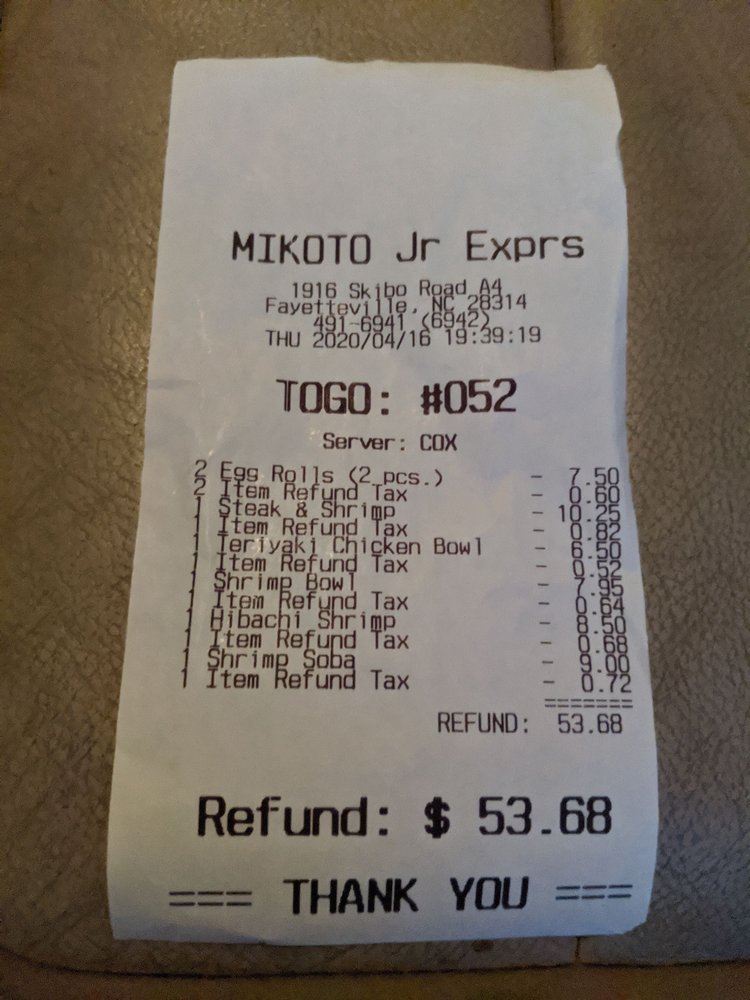 MIKOTO Jr Exprs
1916 Skibo Road A4
Fayetteville, NC 28314
491-6941 (6942)
THU 2020/04/16 19:39:19
TOGO: #052
Server: COX
2 Egg Rolls (2 pcs.) - 7.50
2 Item Refund Tax - 0.60
1 Steak & Shrimp - 10.25
1 Item Refund Tax - 0.82
1 Teriyaki Chicken Bowl - 6.50
1 Item Refund Tax - 0.52
1 Shrimp Bowl - 7.95
1 Item Refund Tax - 0.64
1 Hibachi Shrimp - 8.50
1 Item Refund Tax - 0.68
1 Shrimp Soba - 9.00
1 Item Refund Tax - 0.72
=======
REFUND: 53.68
Refund: $ 53.68
=== THANK YOU ===